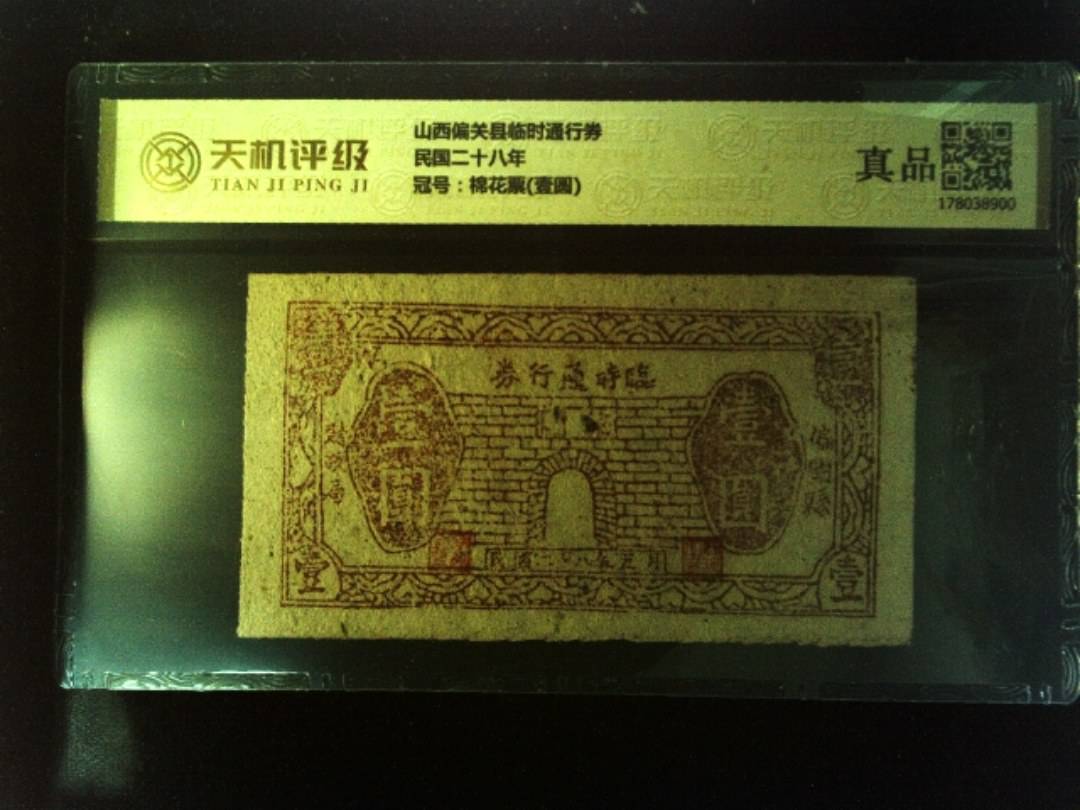 天机评级
TIAN JI PING JI
山西偏关县临时通行券
民国二十八年
冠号：棉花票(壹圆)
真品
178038900
券行通時臨
壹圓
壹圓
局
縣
壹
壹